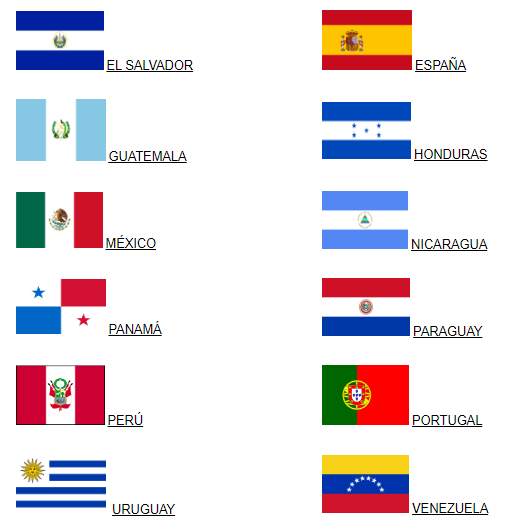 EL SALVADOR
ESPAÑA
GUATEMALA
HONDURAS
MÉXICO
NICARAGUA
PANAMÁ
PARAGUAY
PERÚ
PORTUGAL
URUGUAY
VENEZUELA